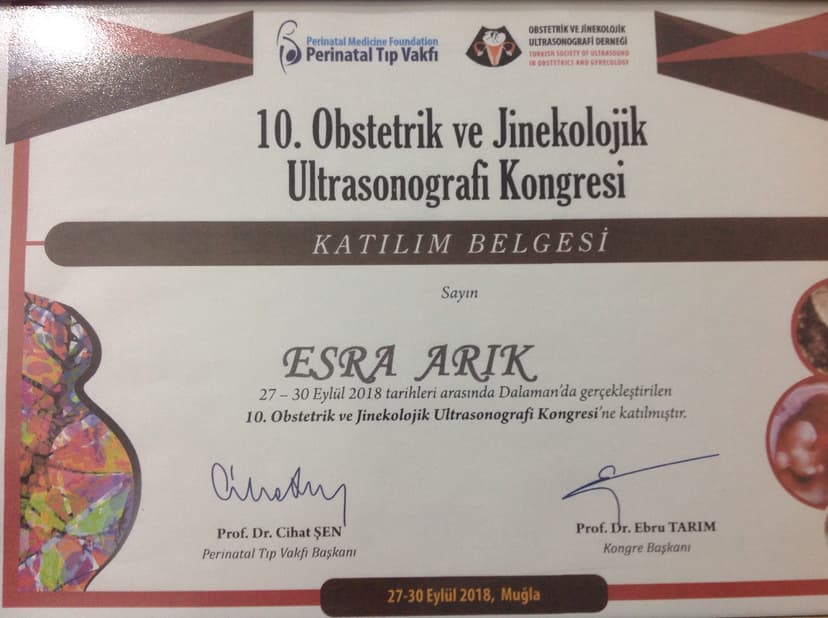 Perinatal Medicine Foundation
Perinatal Tıp Vakfı
OBSTETRİK VE JİNEKOLOJİK
ULTRASONOGRAFİ DERNEĞİ
TURKISH SOCIETY OF ULTRASOUND
IN OBSTETRICS AND GYNECOLOGY
10. Obstetrik ve Jinekolojik
Ultrasonografi Kongresi
KATILIM BELGESİ
Sayın
ESRA ARIK
27 – 30 Eylül 2018 tarihleri arasında Dalaman'da gerçekleştirilen
10. Obstetrik ve Jinekolojik Ultrasonografi Kongresi'ne katılmıştır.
Prof. Dr. Cihat ŞEN
Perinatal Tıp Vakfı Başkanı
Prof. Dr. Ebru TARIM
Kongre Başkanı
27-30 Eylül 2018, Muğla